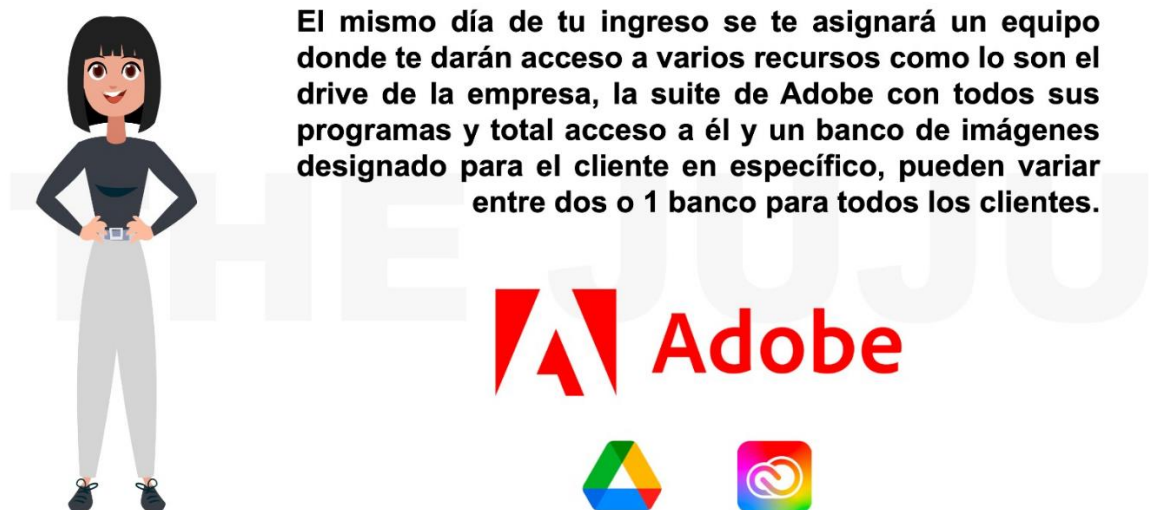 El mismo día de tu ingreso se te asignará un equipo
donde te darán acceso a varios recursos como lo son el
drive de la empresa, la suite de Adobe con todos sus
programas y total acceso a él y un banco de imágenes
designado para el cliente en específico, pueden variar
entre dos o 1 banco para todos los clientes.
THE JUJU
Adobe